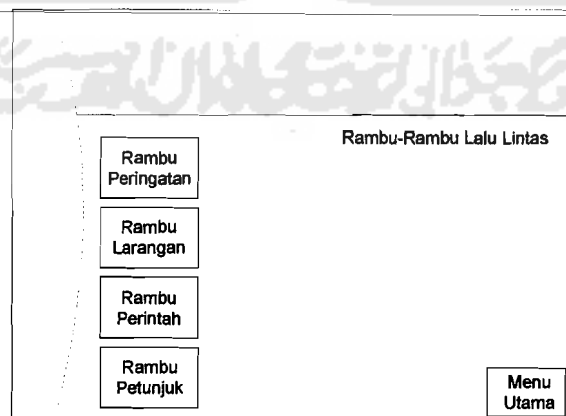 Rambu-Rambu Lalu Lintas
Rambu
Peringatan
Rambu
Larangan
Rambu
Perintah
Rambu
Petunjuk
Menu
Utama